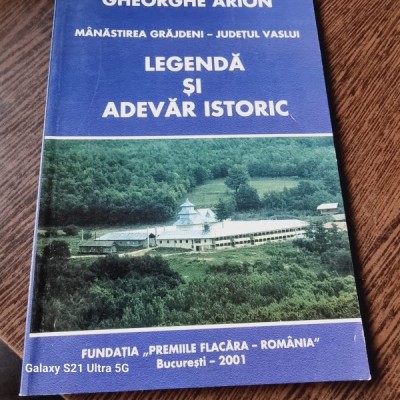 GHEORGHE ARION
MÂNĂSTIREA GRĂJDENI – JUDEȚUL VASLUI
LEGENDĂ
ȘI
ADEVĂR ISTORIC
FUNDAȚIA „PREMIILE FLACĂRA – ROMÂNIA"
București – 2001
Galaxy S21 Ultra 5G